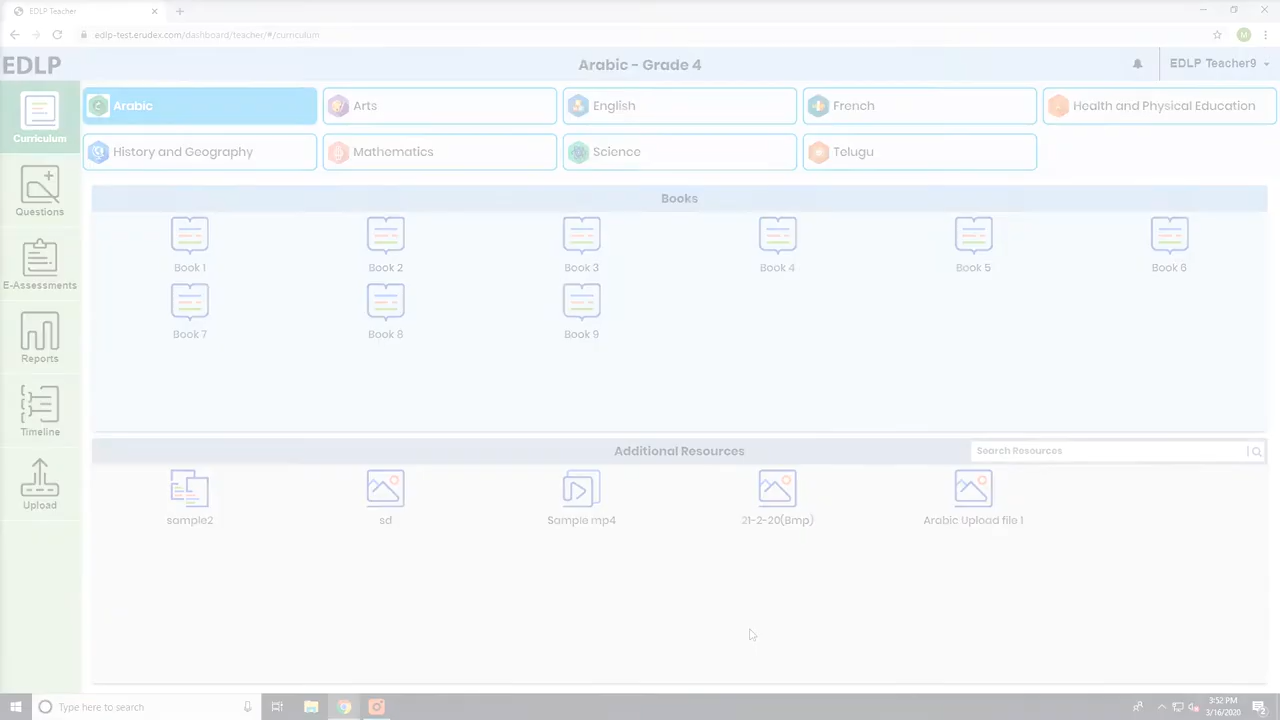 EDLP Teacher
edlp-test.erudex.com/dashboard/teacher/#/curriculum
M
EDLP
Arabic - Grade 4
EDLP Teacher9
Curriculum
Questions
E-Assessments
Reports
Timeline
Upload
Arabic
Arts
English
French
Health and Physical Education
History and Geography
Mathematics
Science
Telugu
Books
Book 1
Book 2
Book 3
Book 4
Book 5
Book 6
Book 7
Book 8
Book 9
Additional Resources
Search Resources
sample2
sd
Sample mp4
21-2-20(Bmp)
Arabic Upload file 1
Type here to search
3:52 PM
3/16/2020
2